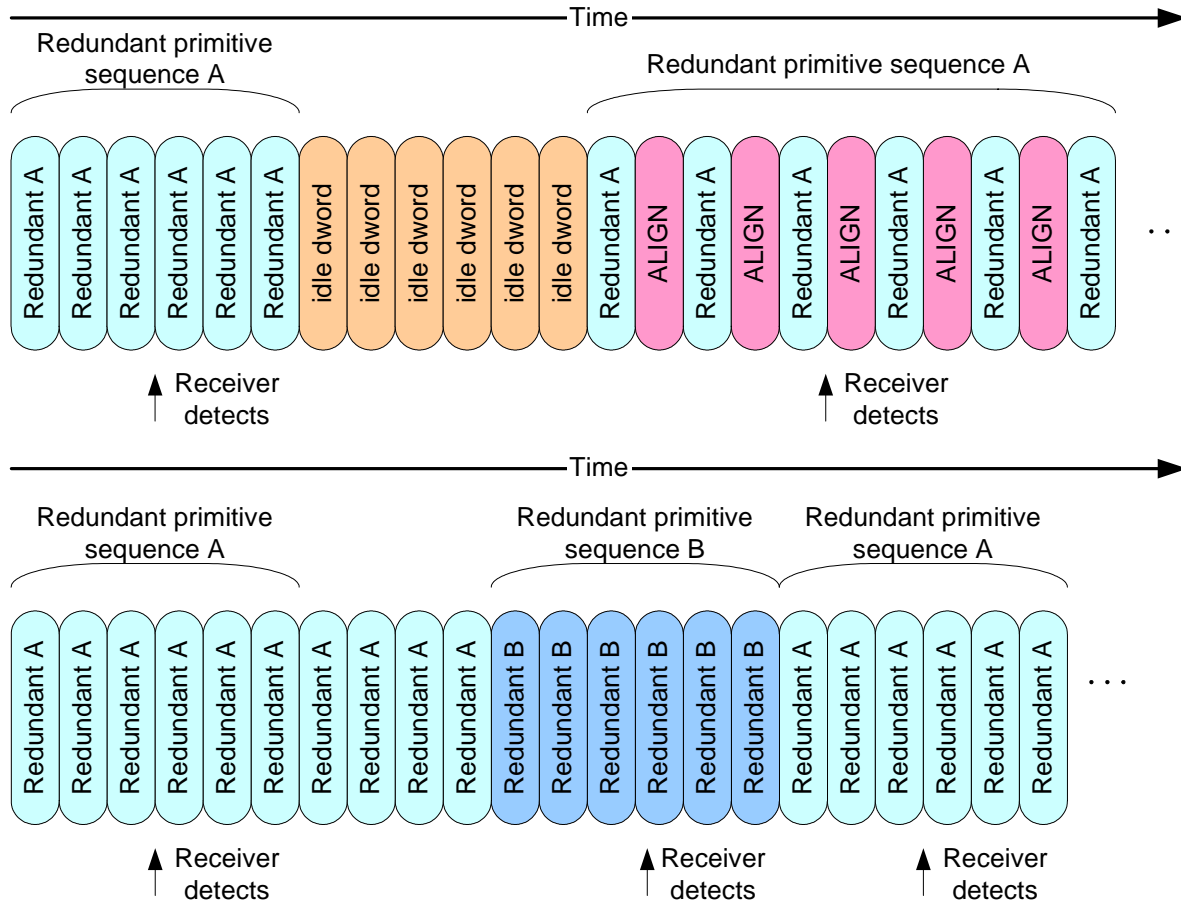 Time
Redundant primitive
sequence A
Redundant primitive sequence A
Redundant A
Redundant A
Redundant A
Redundant A
Redundant A
Redundant A
idle dword
idle dword
idle dword
idle dword
idle dword
idle dword
Redundant A
ALIGN
Redundant A
ALIGN
Redundant A
ALIGN
Redundant A
ALIGN
Redundant A
ALIGN
Redundant A
. .
Receiver
detects
Receiver
detects
Time
Redundant primitive
sequence A
Redundant primitive
sequence B
Redundant primitive
sequence A
Redundant A
Redundant A
Redundant A
Redundant A
Redundant A
Redundant A
Redundant A
Redundant A
Redundant A
Redundant A
Redundant B
Redundant B
Redundant B
Redundant B
Redundant B
Redundant B
Redundant A
Redundant A
Redundant A
Redundant A
Redundant A
Redundant A
. . .
Receiver
detects
Receiver
detects
Receiver
detects